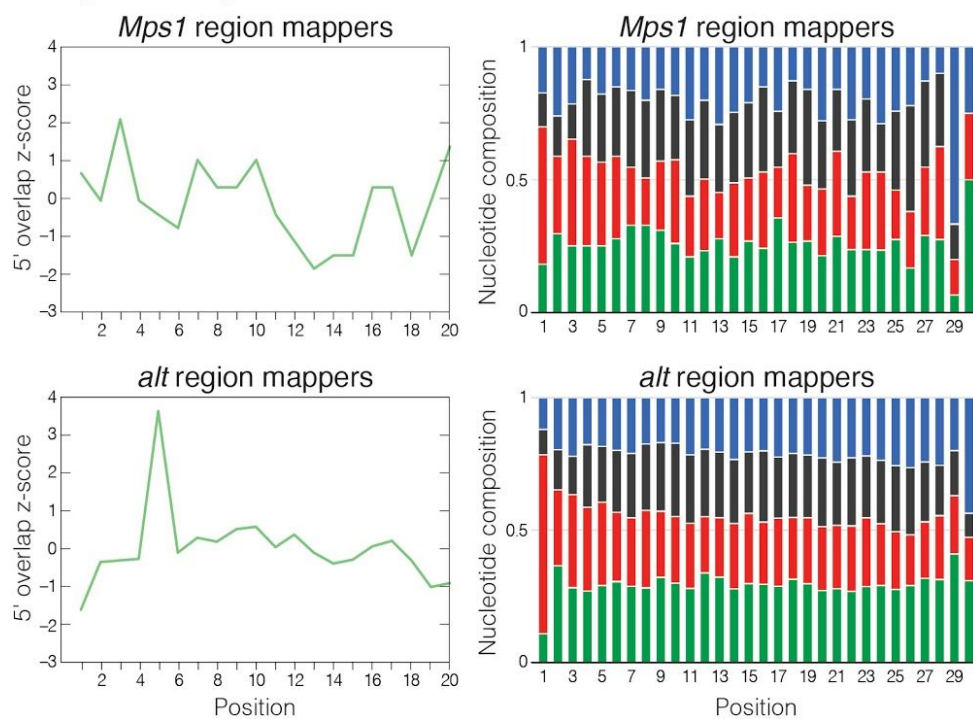 Mps1 region mappers
5' overlap z-score
4
3
2
1
0
−1
−2
−3
2 4 6 8 10 12 14 16 18 20
Mps1 region mappers
Nucleotide composition
1
0.5
0
1 3 5 7 9 11 13 15 17 19 21 23 25 27 29
alt region mappers
5' overlap z-score
4
3
2
1
0
−1
−2
−3
2 4 6 8 10 12 14 16 18 20
Position
alt region mappers
Nucleotide composition
1
0.5
0
1 3 5 7 9 11 13 15 17 19 21 23 25 27 29
Position